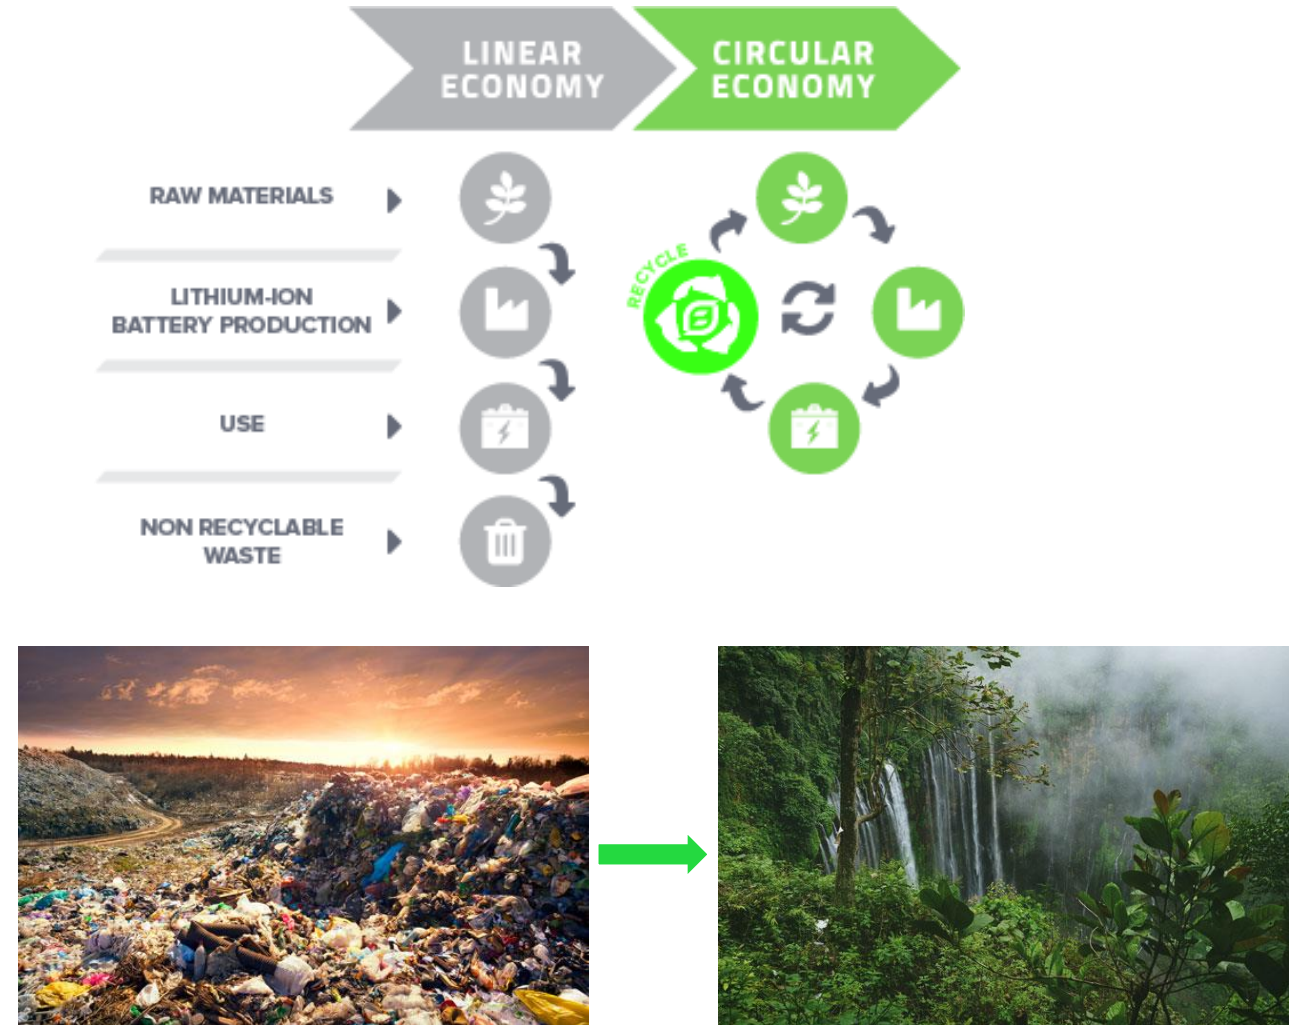 LINEAR
ECONOMY
CIRCULAR
ECONOMY
RAW MATERIALS
LITHIUM-ION
BATTERY PRODUCTION
USE
NON RECYCLABLE
WASTE
RECYCLE